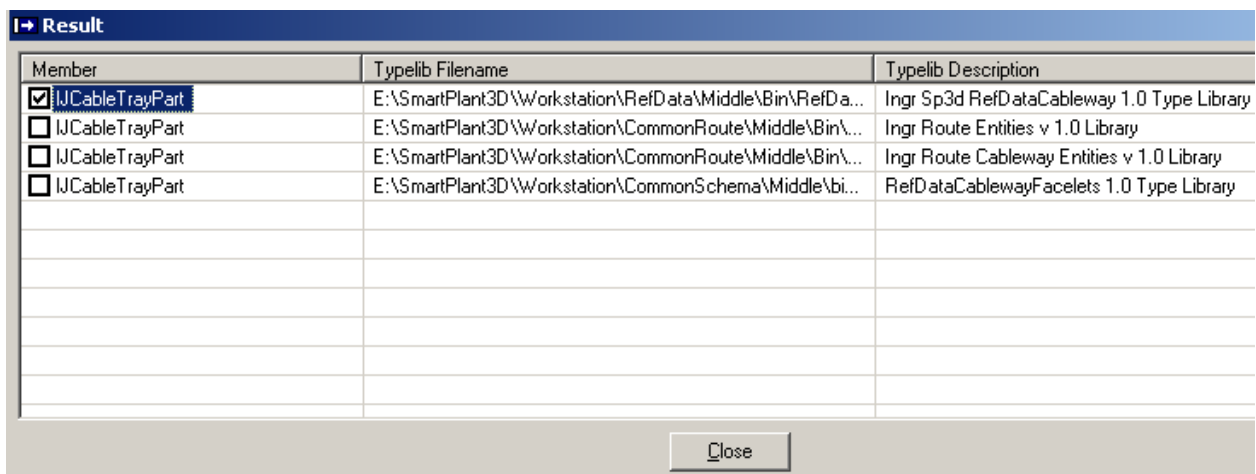 Result
Member Typelib Filename Typelib Description
IJCableTrayPart E:\SmartPlant3D\Workstation\RefData\Middle\Bin\RefDa... Ingr Sp3d RefDataCableway 1.0 Type Library
IJCableTrayPart E:\SmartPlant3D\Workstation\CommonRoute\Middle\Bin\... Ingr Route Entities v 1.0 Library
IJCableTrayPart E:\SmartPlant3D\Workstation\CommonRoute\Middle\Bin\... Ingr Route Cableway Entities v 1.0 Library
IJCableTrayPart E:\SmartPlant3D\Workstation\CommonSchema\Middle\bi... RefDataCablewayFacelets 1.0 Type Library
Close